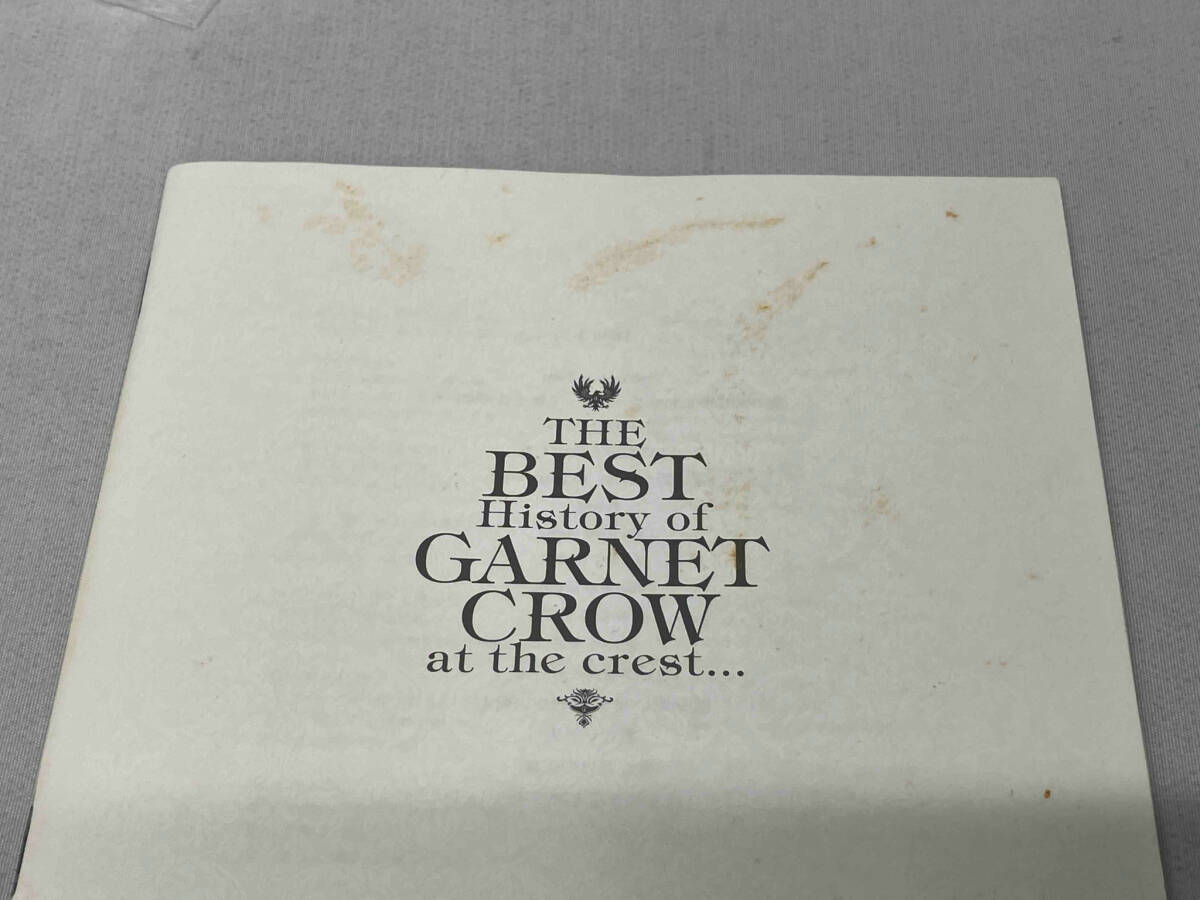 THE
BEST
History of
GARNET
CROW
at the crest...